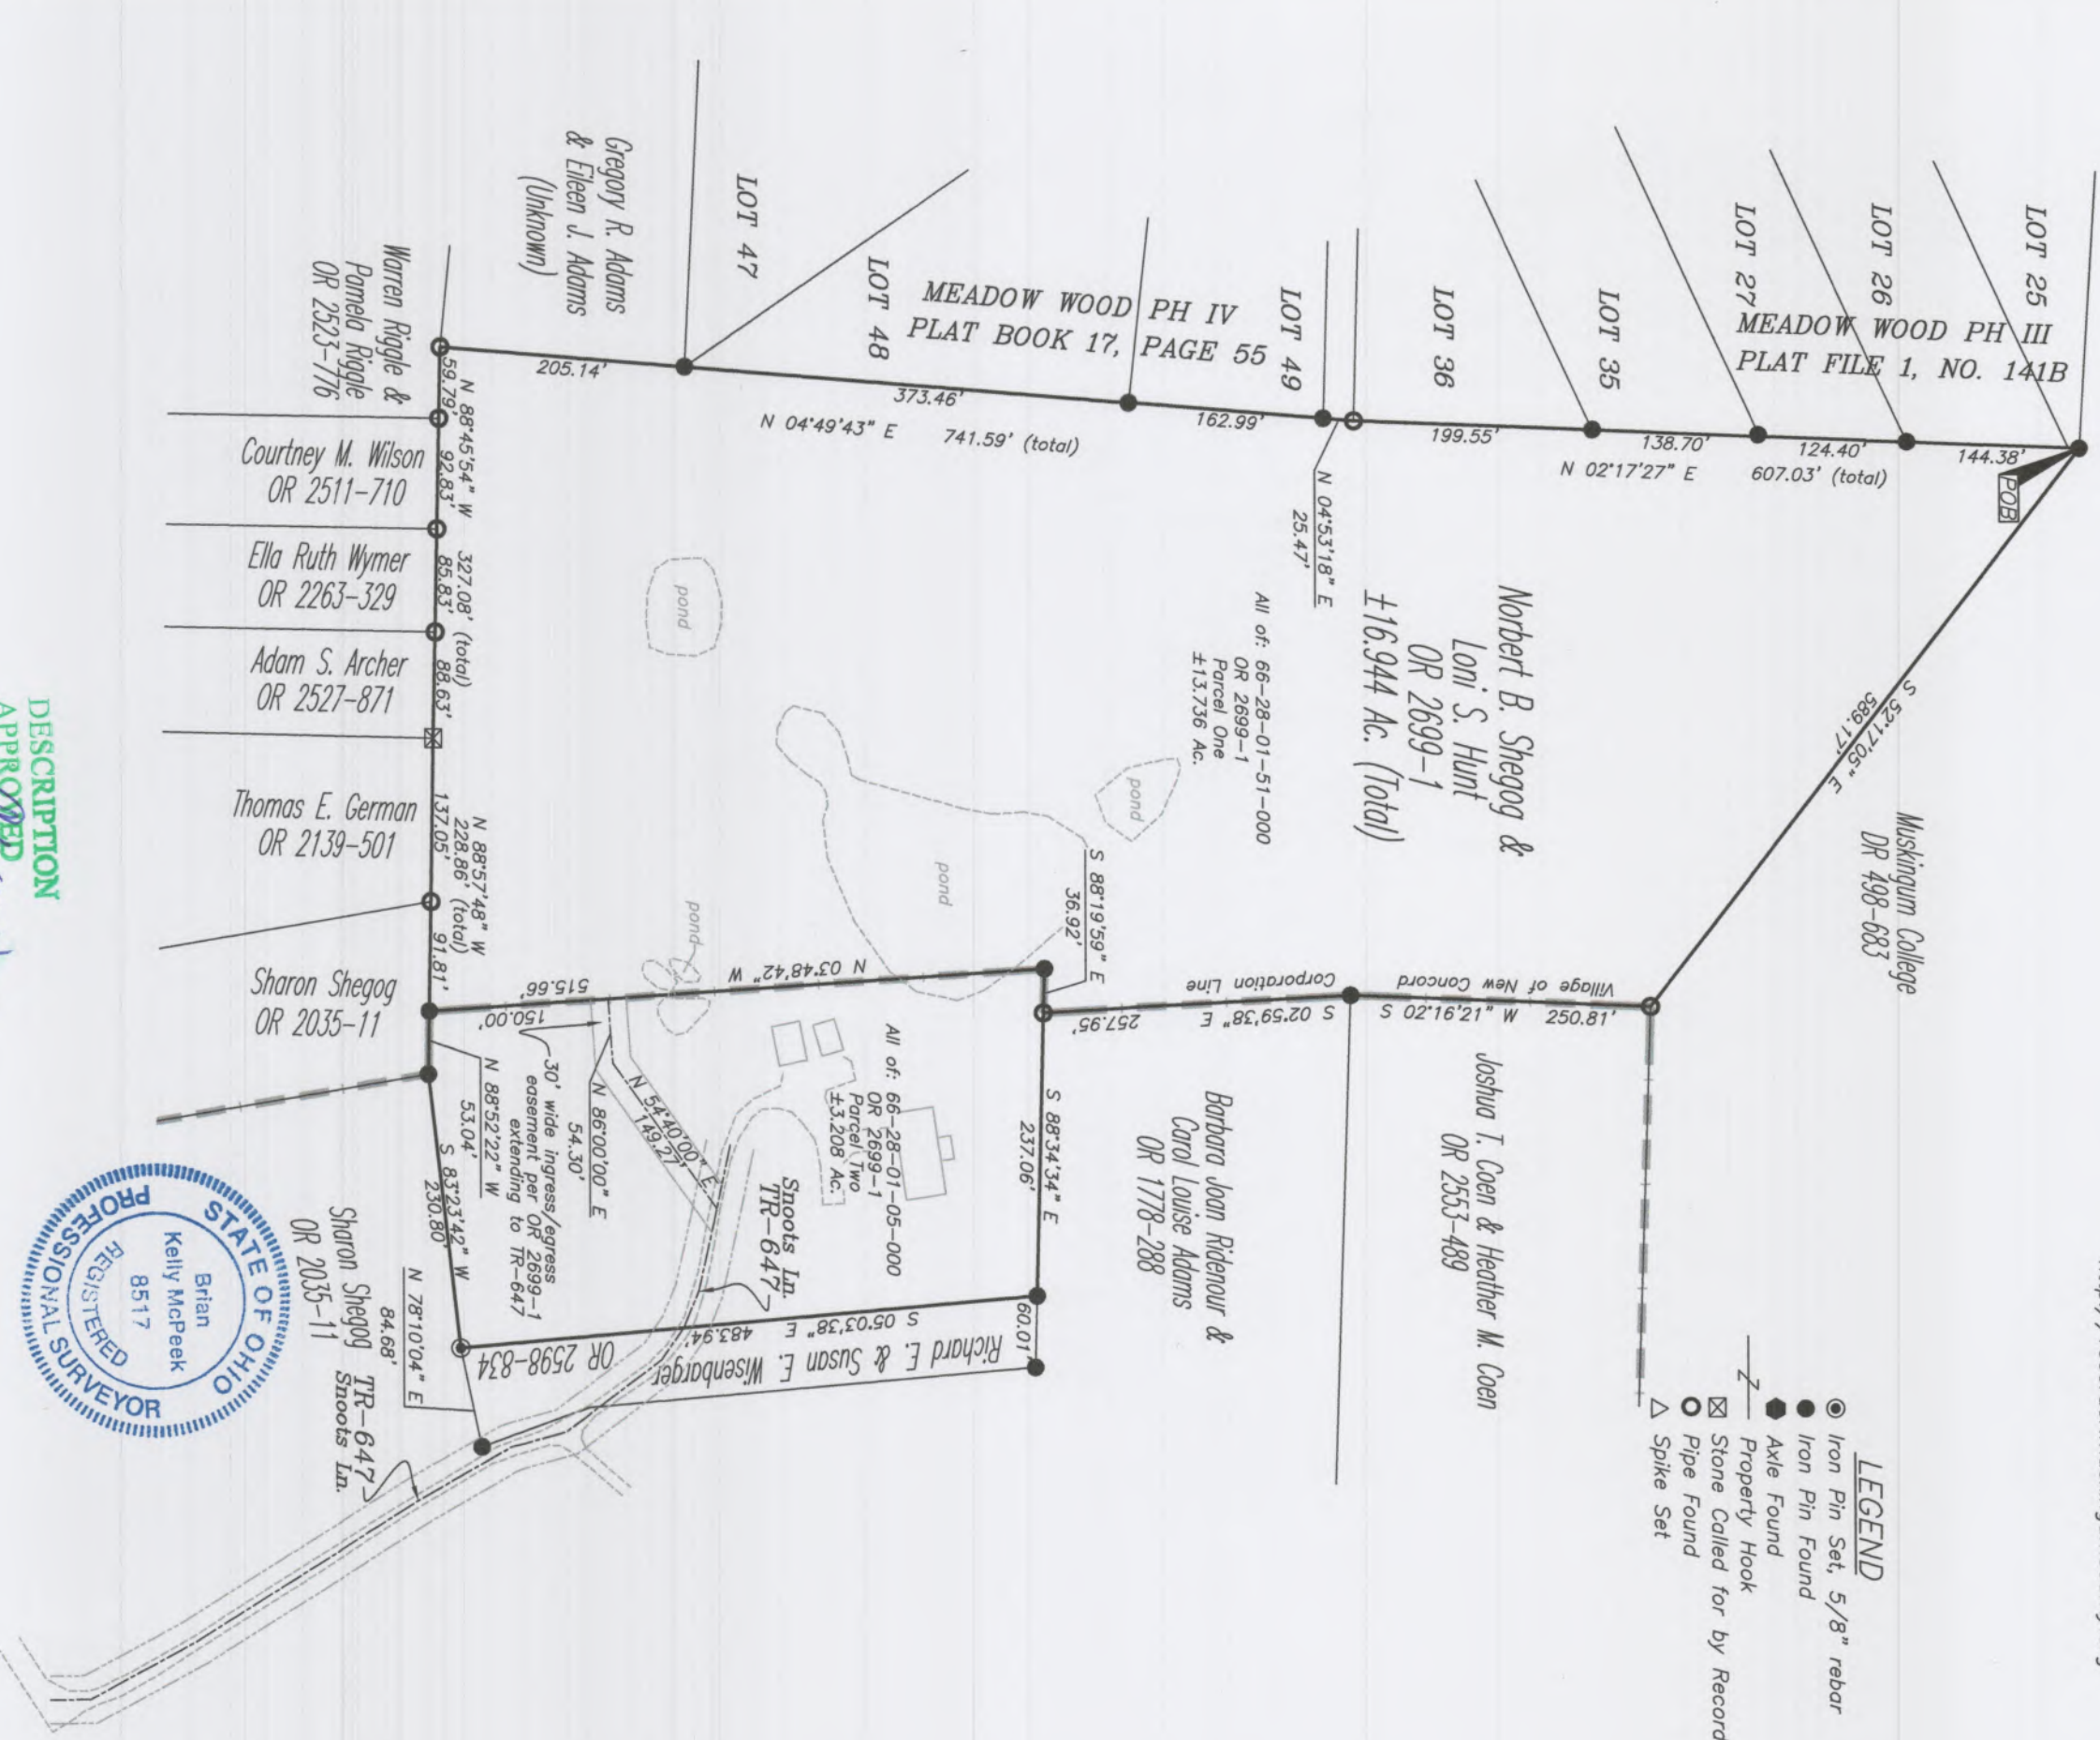 LOT 25
LOT 26
LOT 27
MEADOW WOOD PH III
PLAT FILE 1, NO. 141B
LOT 35
LOT 36
LOT 49
MEADOW WOOD PH IV
PLAT BOOK 17, PAGE 55
LOT 48
LOT 47
Gregory R. Adams
& Eileen J. Adams
(Unknown)
Warren Riggle &
Pamela Riggle
OR 2523-776
144.38'
124.40'
138.70'
N 02°17'27" E 607.03' (total)
199.55'
N 04°53'18" E
25.47'
162.99'
373.46'
N 04°49'43" E 741.59' (total)
205.14'
POB
S 52°17'05" E
589.17'
Muskingum College
DR 498-683
Norbert B. Shegog &
Loni S. Hunt
OR 2699-1
±16.944 Ac. (Total)
All of: 66-28-01-51-000
OR 2699-1
Parcel One
±13.736 Ac.
pond
pond
pond
pond
N 88°45'54" W 327.08' (total)
59.79'
92.83'
85.83'
88.63'
N 88°57'48" W
228.86' (total)
137.05'
91.81'
Courtney M. Wilson
OR 2511-710
Ella Ruth Wymer
OR 2263-329
Adam S. Archer
OR 2527-871
Thomas E. German
OR 2139-501
Sharon Shegog
OR 2035-11
S 88°19'59" E
36.92'
N 03°48'42" W
515.66'
150.00'
Village of New Concord
Corporation Line
S 02°16'21" W 250.81'
S 02°59'38" E 257.95'
Joshua T. Coen & Heather M. Coen
OR 2553-489
Barbara Joan Ridenour &
Carol Louise Adams
OR 1778-288
S 88°34'34" E
237.06'
60.01'
All of: 66-28-01-05-000
OR 2699-1
Parcel Two
±3.208 Ac.
Snoots Ln.
TR-647
N 54°40'00" E
149.27'
N 86°00'00" E
54.30'
30' wide ingress/egress
easement per OR 2699-1
extending to TR-647
N 88°52'22" W
53.04'
S 83°23'42" W
230.80'
S 05°03'38" E 483.94'
Richard E. & Susan E. Wisenbarger
OR 2598-834
N 78°10'04" E
84.68'
Sharon Shegog
OR 2035-11
TR-647
Snoots Ln.
LEGEND
Iron Pin Set, 5/8" rebar
Iron Pin Found
Axle Found
Property Hook
Stone Called for by Record
Pipe Found
Spike Set
DESCRIPTION
APPROVED
STATE OF OHIO
Brian
Kelly McPeek
8517
REGISTERED
PROFESSIONAL SURVEYOR